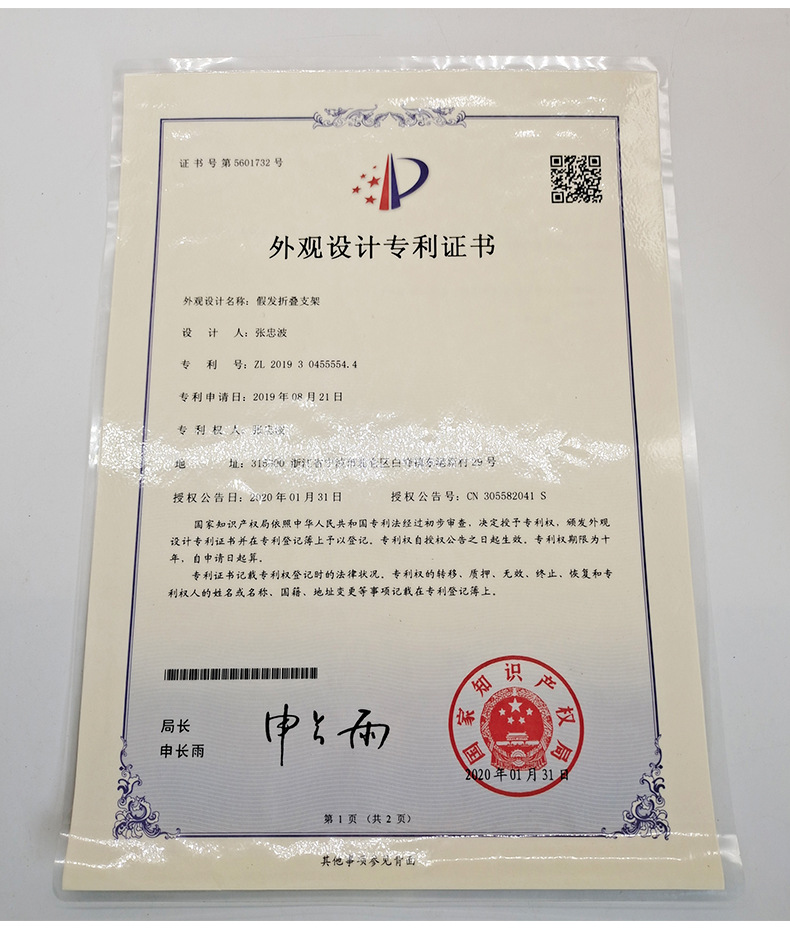 证书号第5601732号
外观设计专利证书
外观设计名称：假发折叠支架
设计人：张忠波
专利号：ZL 2019 3 0455554.4
专利申请日：2019年08月21日
专利权人：张忠波
地址：
授权公告日：2020年01月31日 授权公告号：CN 305582041 S
国家知识产权局依照中华人民共和国专利法经过初步审查，决定授予专利权，颁发外观
设计专利证书并在专利登记簿上予以登记。专利权自授权公告之日起生效。专利权期限为十
年，自申请日起算。
专利证书记载专利权登记时的法律状况。专利权的转移、质押、无效、终止、恢复和专
利权人的姓名或名称、国籍、地址变更等事项记载在专利登记簿上。
局长
申长雨
申长雨
国家知识产权局
2020年01月31日
第1页（共2页）
其他事项参见背面